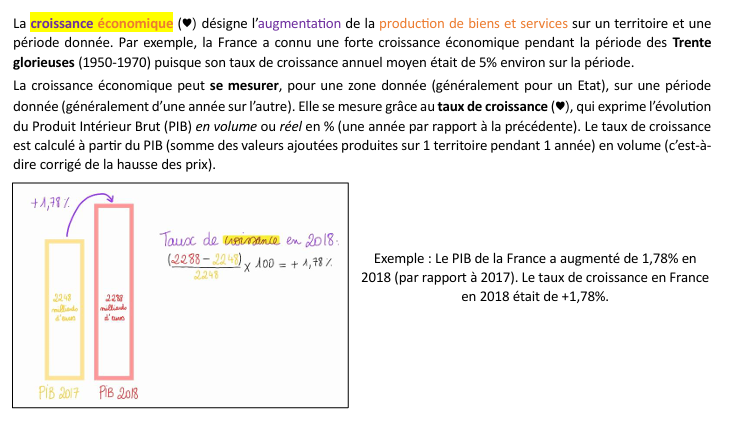 La croissance économique (♥) désigne l'augmentation de la production de biens et services sur un territoire et une
période donnée. Par exemple, la France a connu une forte croissance économique pendant la période des Trente
glorieuses (1950-1970) puisque son taux de croissance annuel moyen était de 5% environ sur la période.
La croissance économique peut se mesurer, pour une zone donnée (généralement pour un Etat), sur une période
donnée (généralement d'une année sur l'autre). Elle se mesure grâce au taux de croissance (♥), qui exprime l'évolution
du Produit Intérieur Brut (PIB) en volume ou réel en % (une année par rapport à la précédente). Le taux de croissance
est calculé à partir du PIB (somme des valeurs ajoutées produites sur 1 territoire pendant 1 année) en volume (c'est-à-
dire corrigé de la hausse des prix).
+1,78%
Taux de croissance en 2018:
(2288 - 2248)
2248
x 100 = + 1,78 %
2248
milliards
d'euros
2288
milliards
d'euros
PIB 2017
PIB 2018
Exemple : Le PIB de la France a augmenté de 1,78% en
2018 (par rapport à 2017). Le taux de croissance en France
en 2018 était de +1,78%.